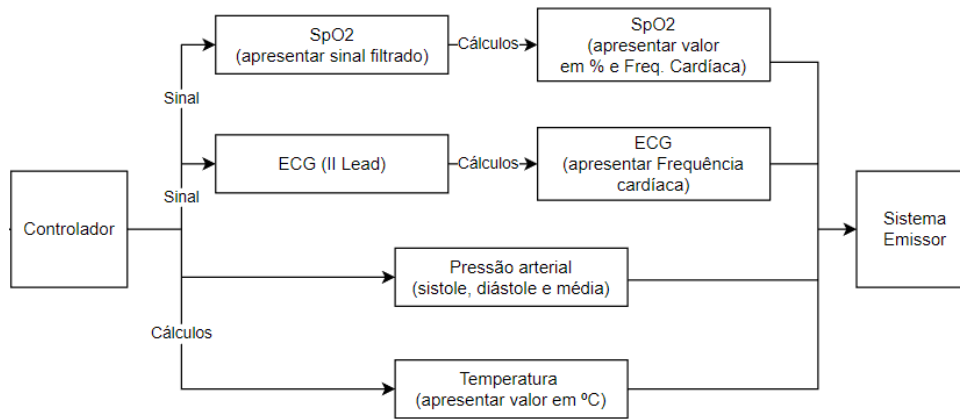 SpO2
(apresentar sinal filtrado)
Cálculos
SpO2
(apresentar valor
em % e Freq. Cardíaca)
Sinal
ECG (II Lead)
Cálculos
ECG
(apresentar Frequência
cardíaca)
Sinal
Controlador
Sistema
Emissor
Pressão arterial
(sistole, diástole e média)
Cálculos
Temperatura
(apresentar valor em ºC)